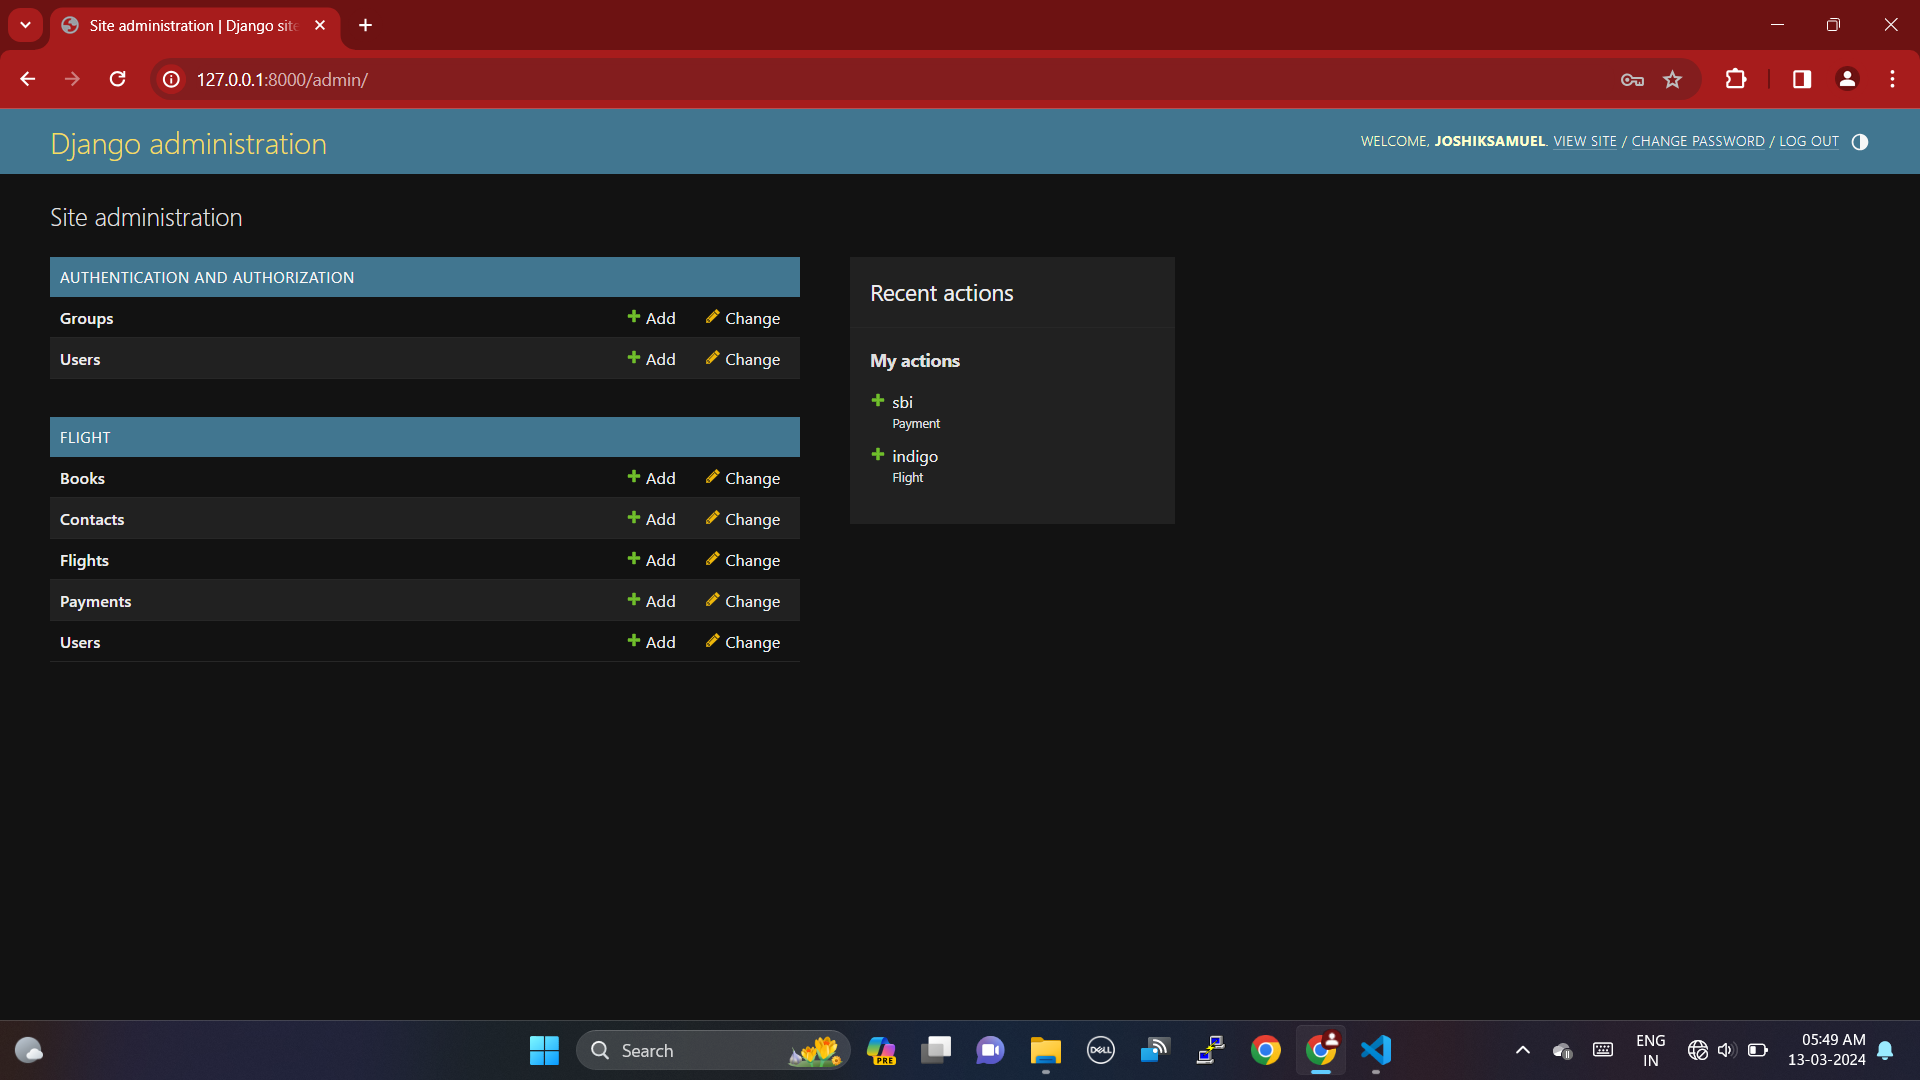 Site administration | Django site
127.0.0.1:8000/admin/
Django administration
WELCOME, JOSHIKSAMUEL. VIEW SITE / CHANGE PASSWORD / LOG OUT
Site administration
AUTHENTICATION AND AUTHORIZATION
Groups Add Change
Users Add Change
FLIGHT
Books Add Change
Contacts Add Change
Flights Add Change
Payments Add Change
Users Add Change
Recent actions
My actions
sbi
Payment
indigo
Flight
Search
PRE
DELL
ENG
IN
05:49 AM
13-03-2024